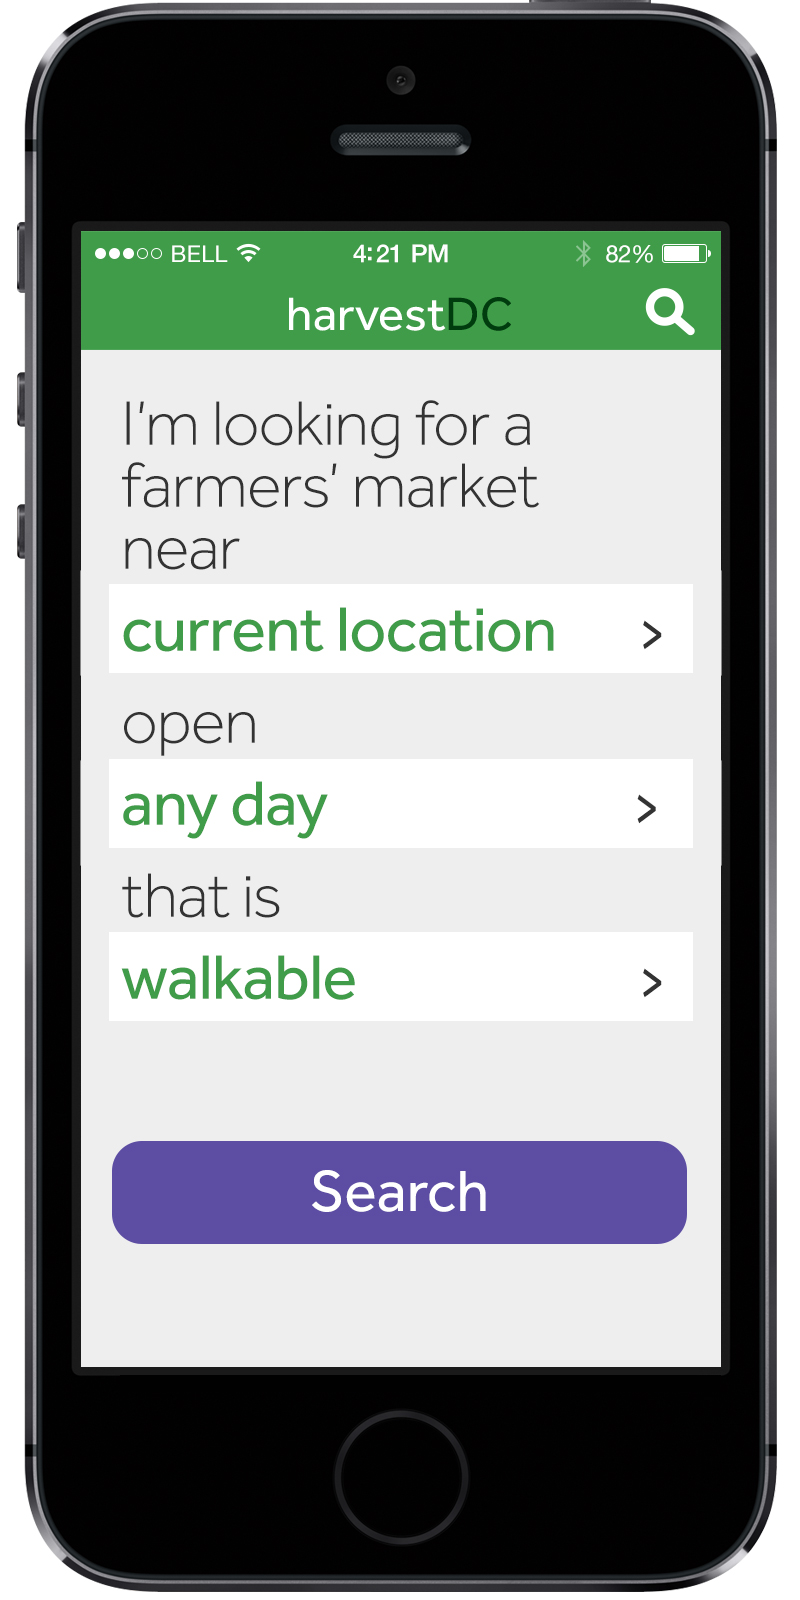 BELL 4:21 PM 82%
harvestDC
I'm looking for a
farmers' market
near
current location >
open
any day >
that is
walkable >
Search